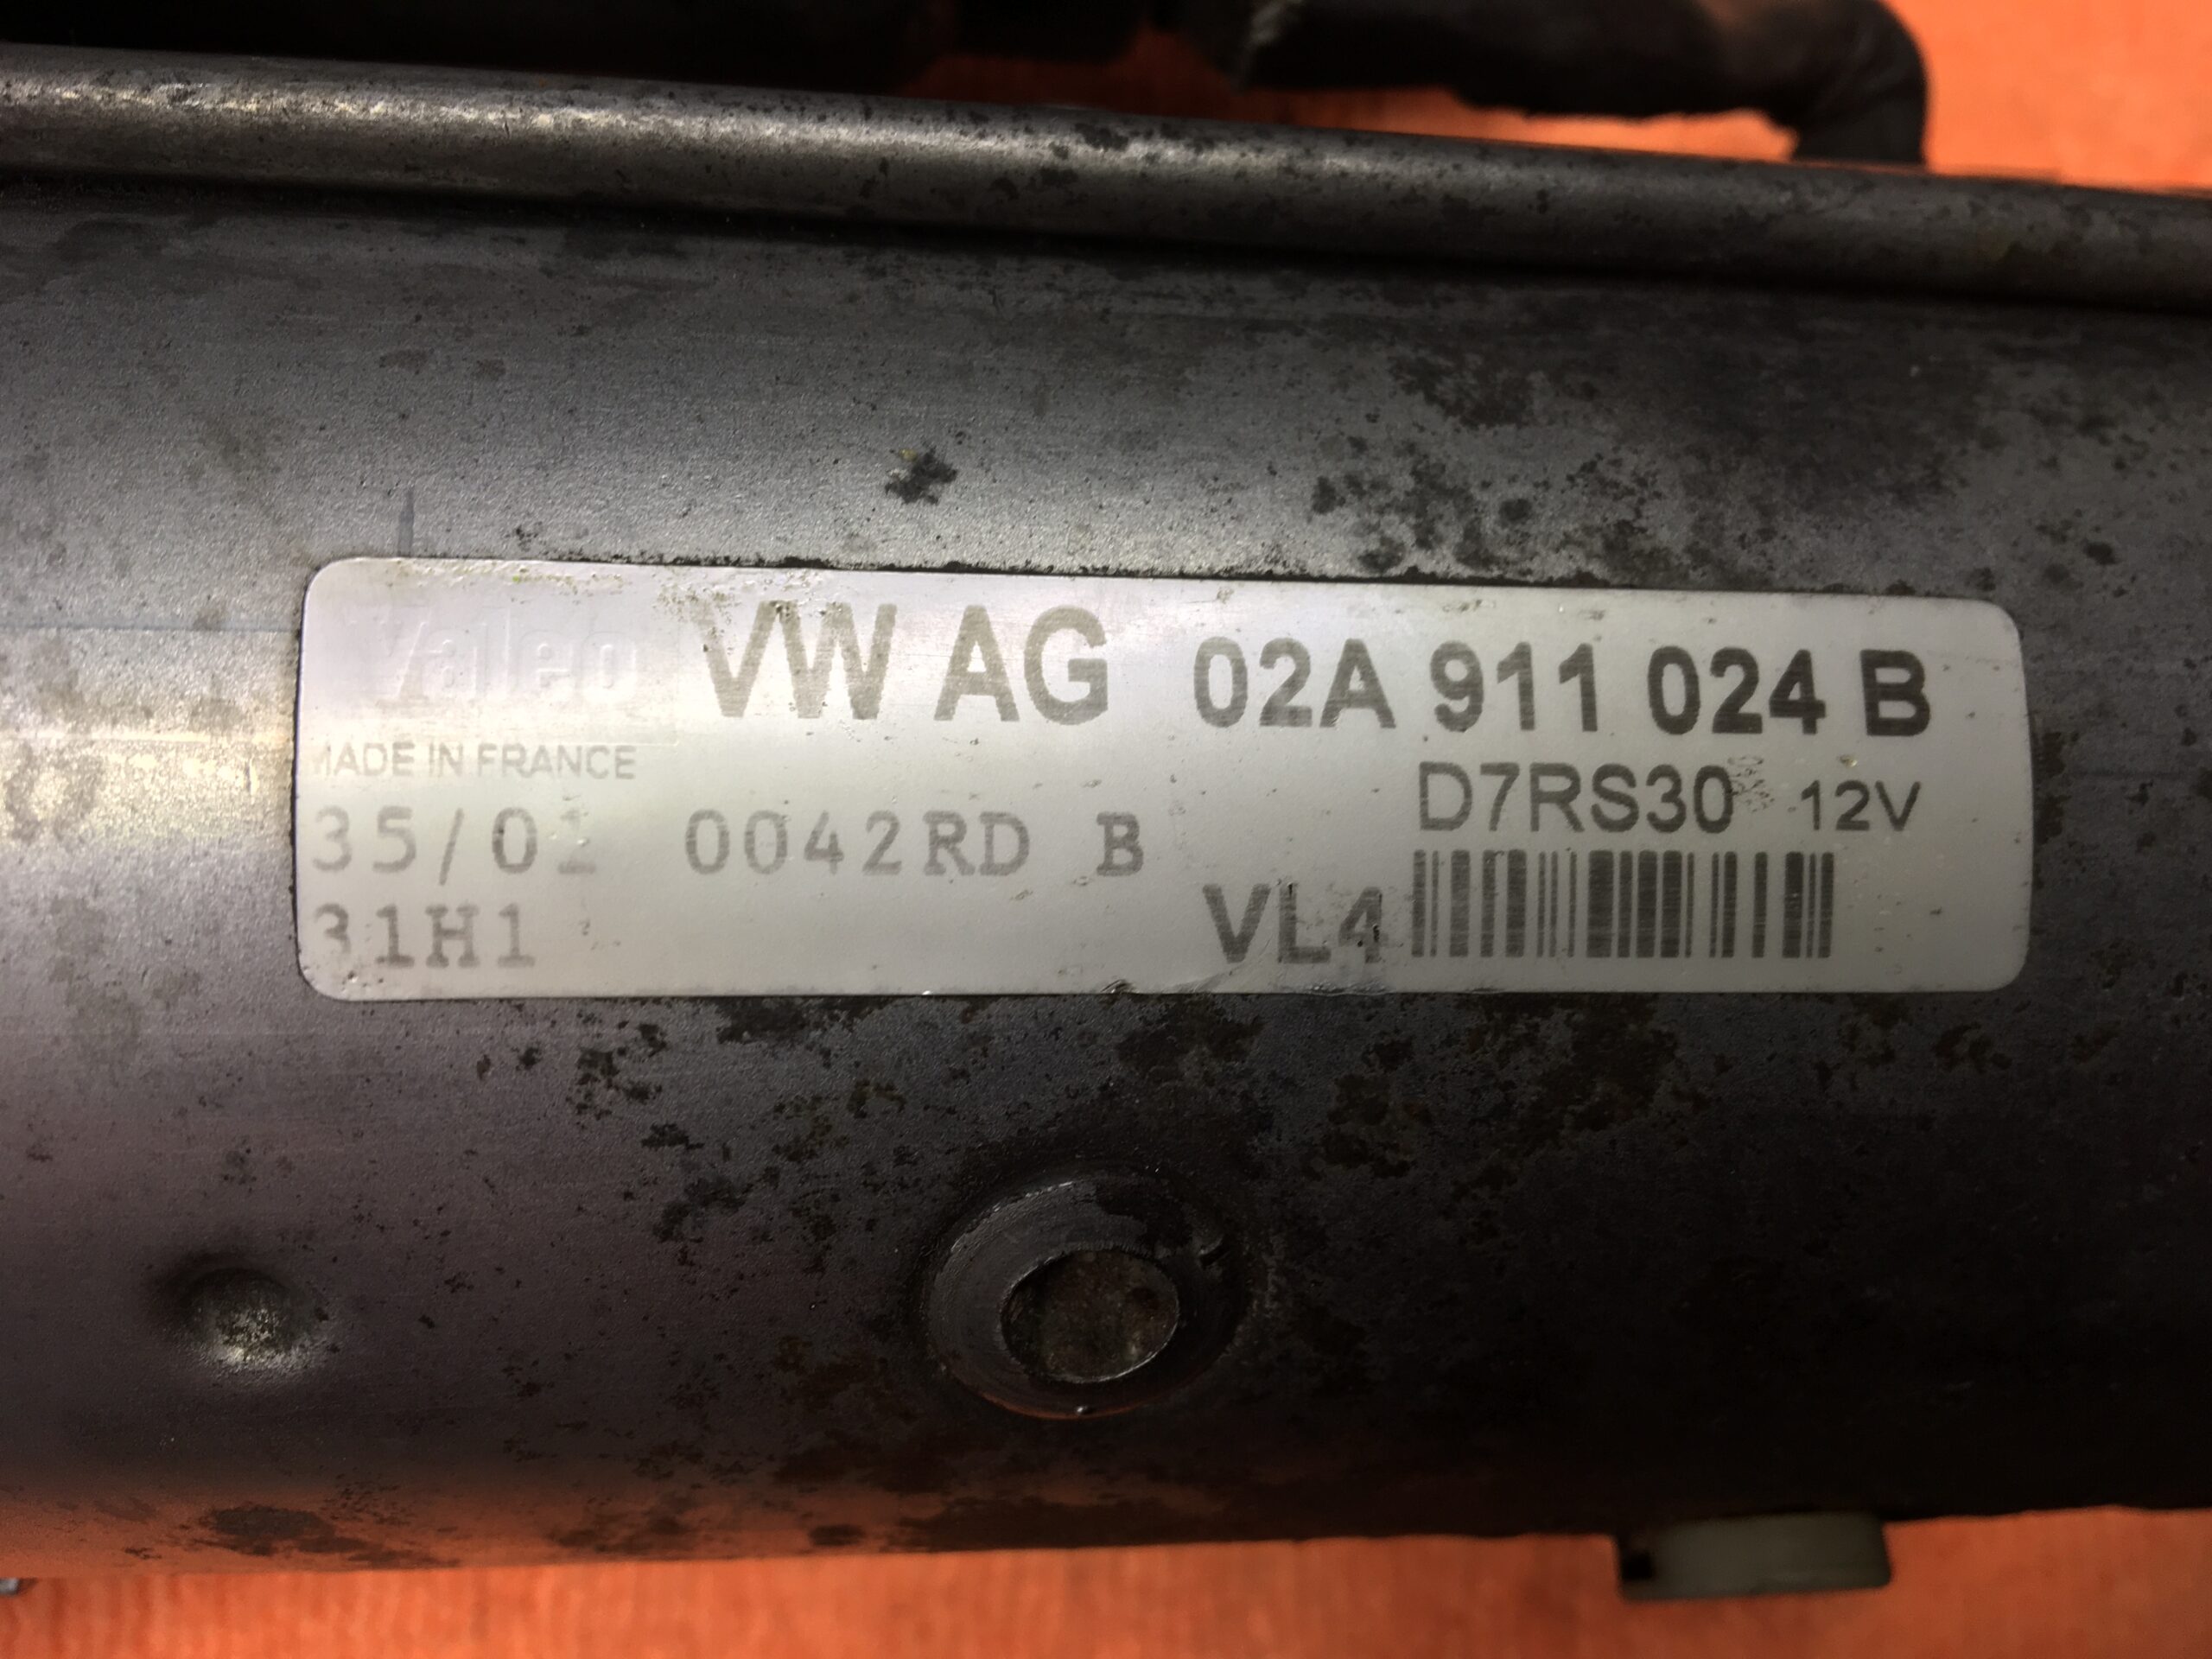 Valeo VW AG 02A 911 024 B
MADE IN FRANCE D7RS30 12V
35/02 0042RD B
31H1 VL4